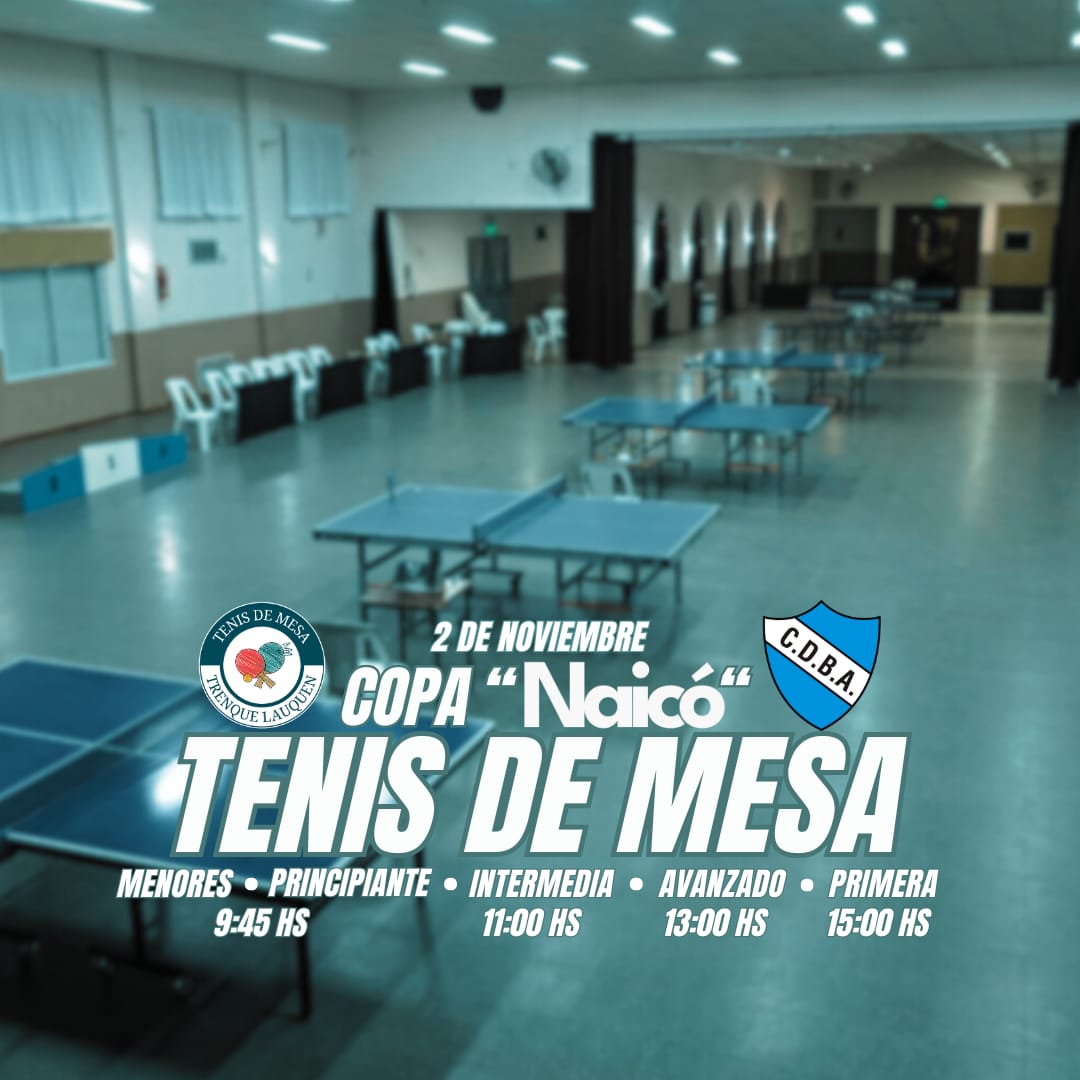 2 DE NOVIEMBRE
TENIS DE MESA
TRENQUE LAUQUEN
COPA “Naicó“
C.D.B.A.
TENIS DE MESA
MENORES • PRINCIPIANTE • INTERMEDIA • AVANZADO • PRIMERA
9:45 HS 11:00 HS 13:00 HS 15:00 HS